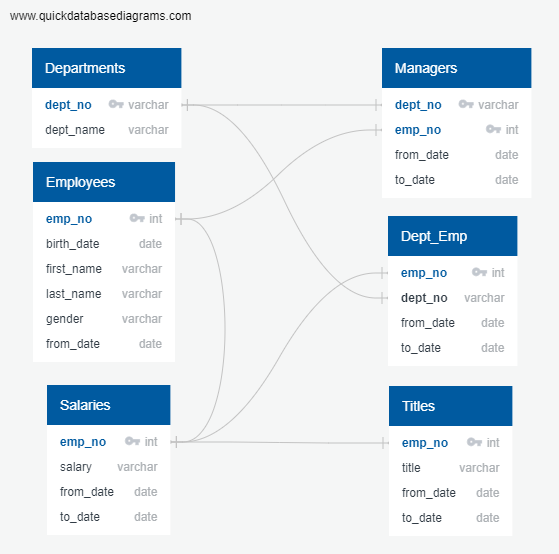 www.quickdatabasediagrams.com
Departments
dept_no varchar
dept_name varchar
Employees
emp_no int
birth_date date
first_name varchar
last_name varchar
gender varchar
from_date date
Salaries
emp_no int
salary varchar
from_date date
to_date date
Managers
dept_no varchar
emp_no int
from_date date
to_date date
Dept_Emp
emp_no int
dept_no varchar
from_date date
to_date date
Titles
emp_no int
title varchar
from_date date
to_date date